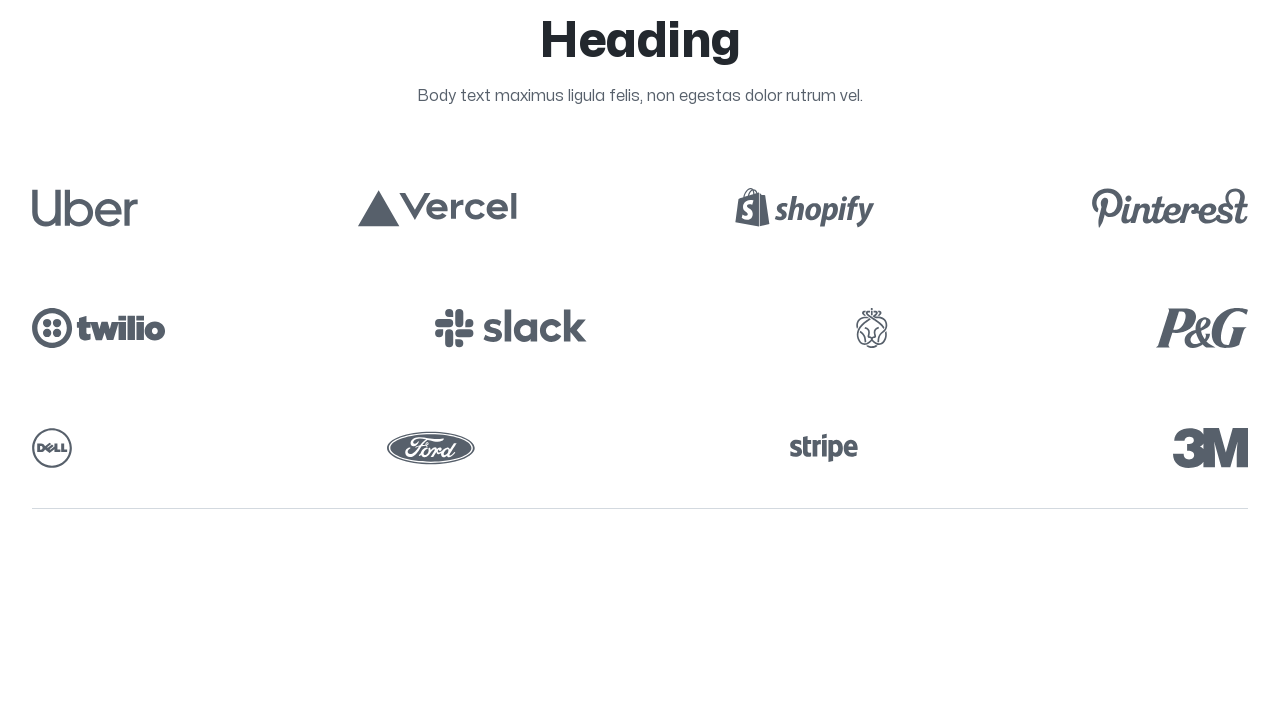 Heading
Body text maximus ligula felis, non egestas dolor rutrum vel.
Uber Vercel shopify Pinterest
twilio slack P&G
DELL Ford stripe 3M